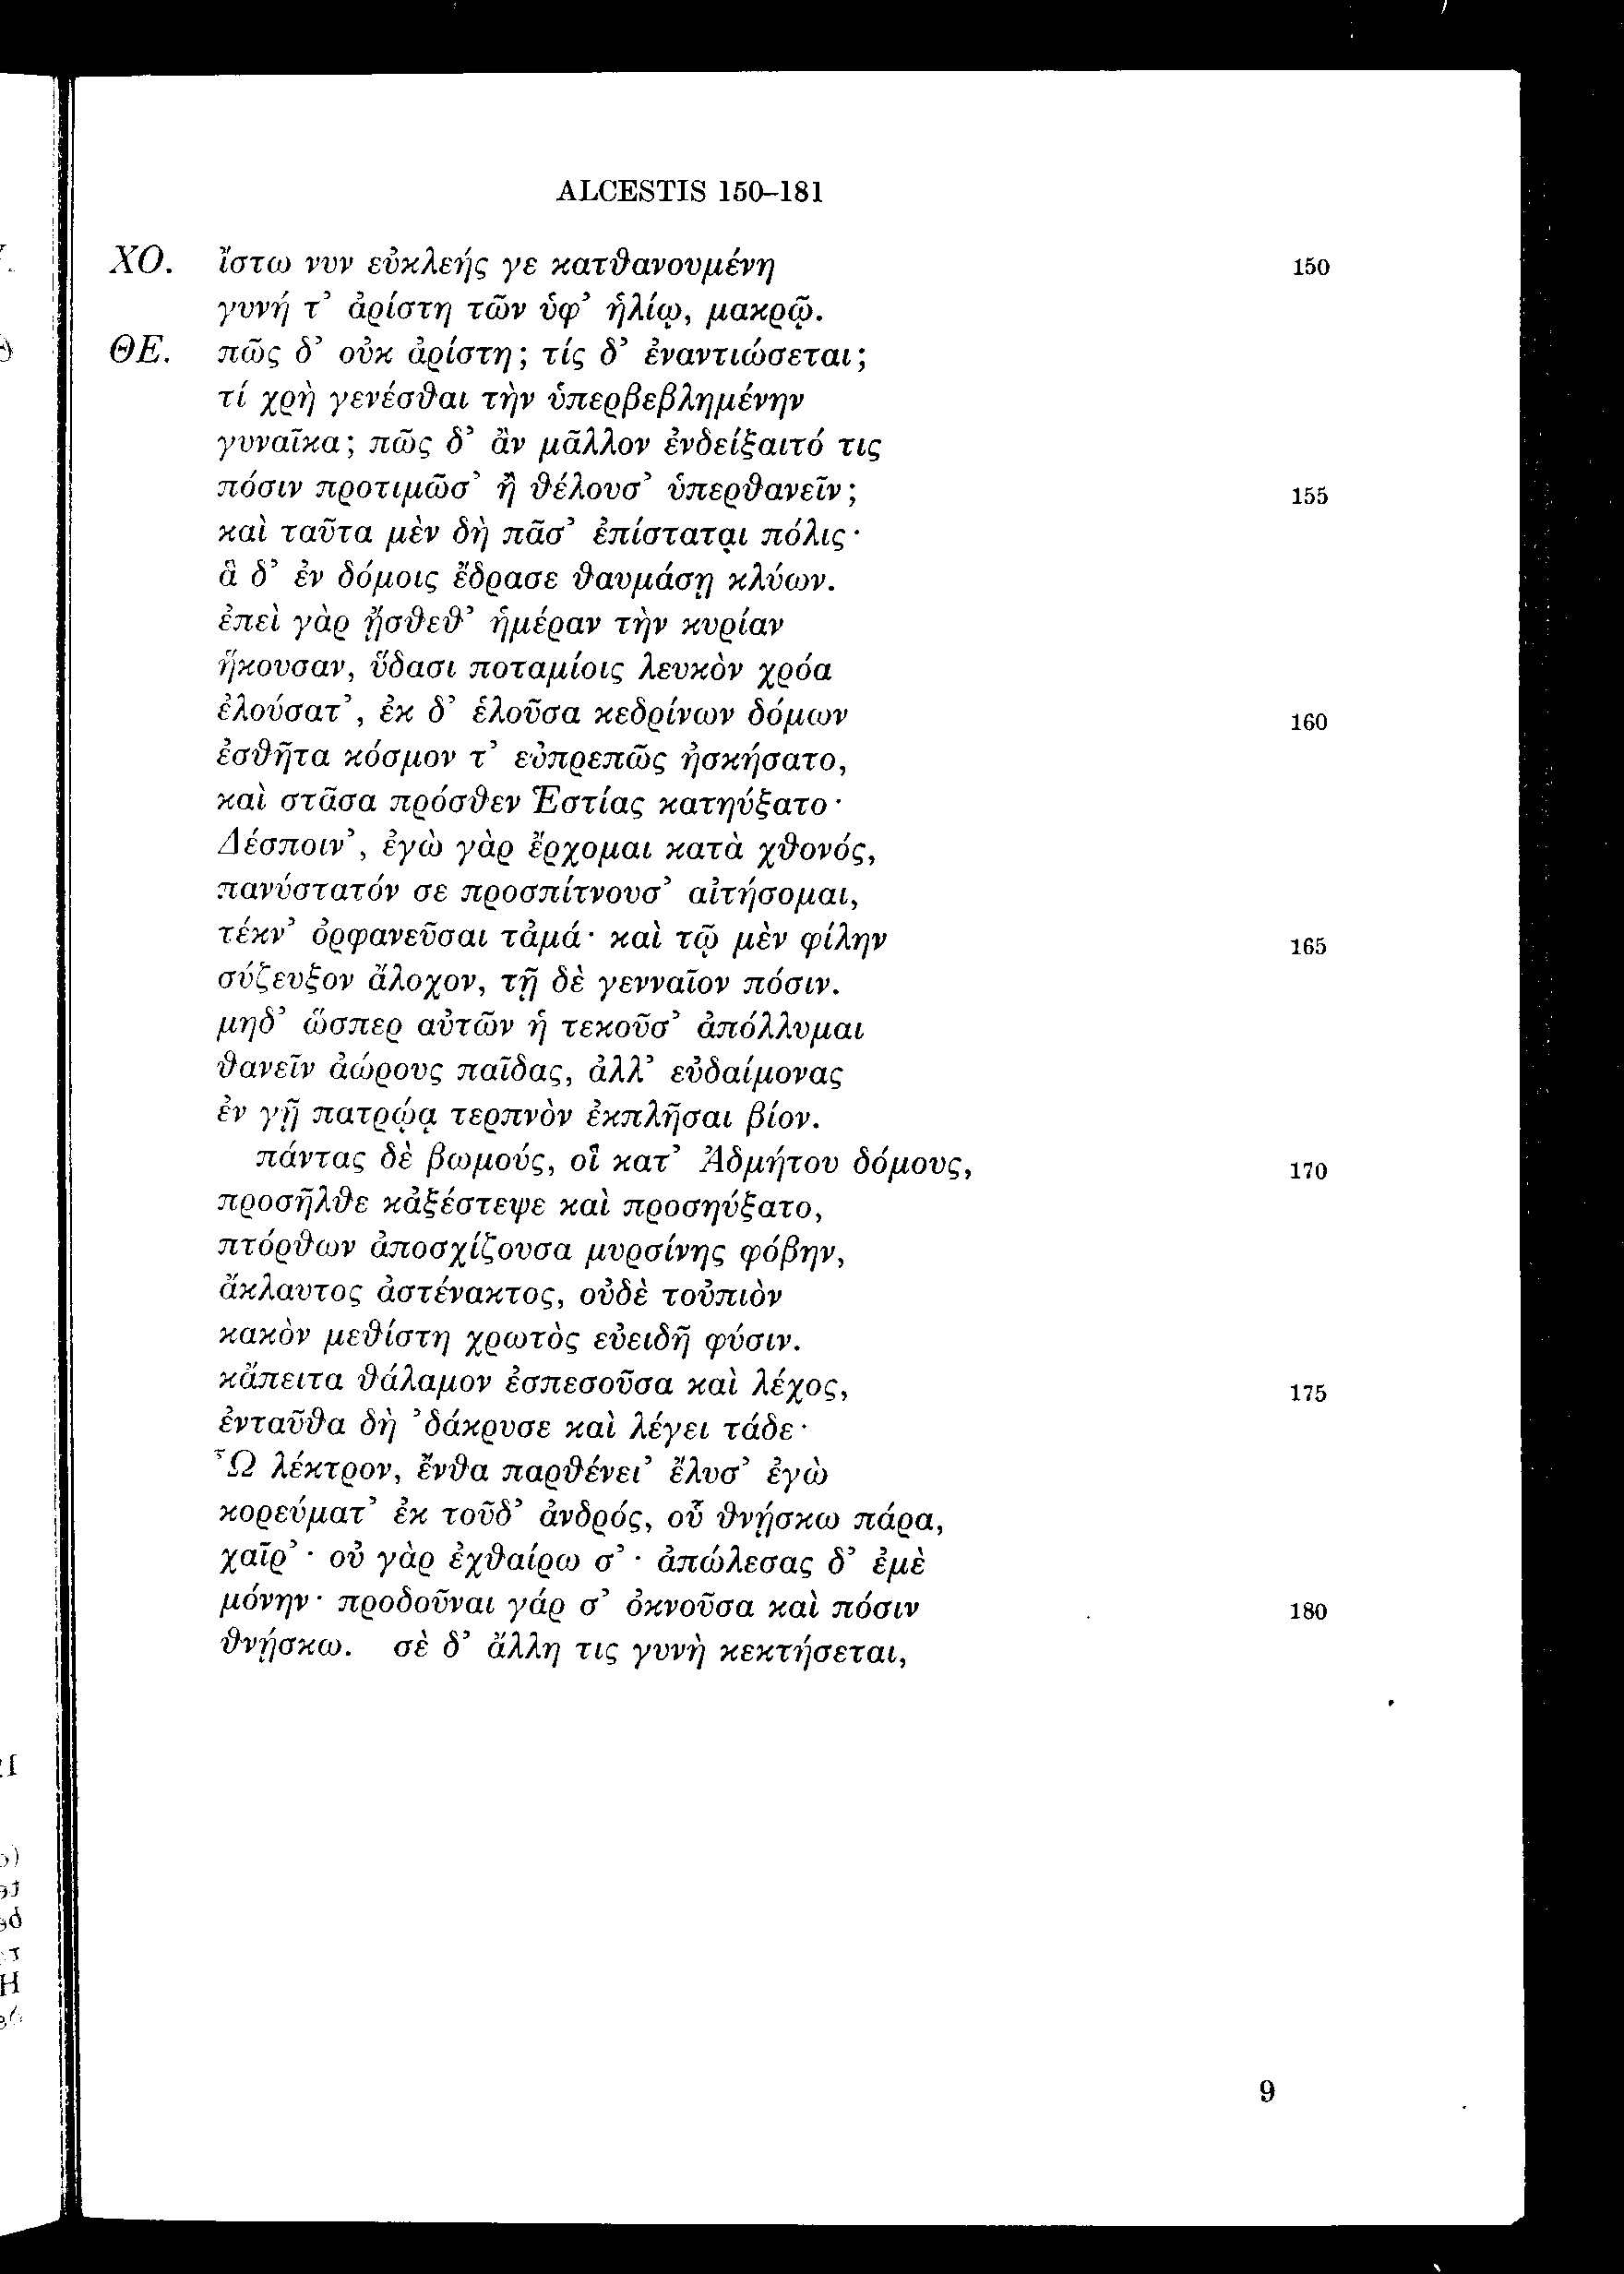 ALCESTIS 150–181
ΧΟ. ἴστω νυν εὐκλεής γε κατθανουμένη 150
γυνή τ’ ἀρίστη τῶν ὑφ’ ἡλίῳ, μακρῷ.
ΘΕ. πῶς δ’ οὐκ ἀρίστη; τίς δ’ ἐναντιώσεται;
τί χρὴ γενέσθαι τὴν ὑπερβεβλημένην
γυναῖκα; πῶς δ’ ἂν μᾶλλον ἐνδείξαιτό τις
πόσιν προτιμῶσ’ ἢ θέλουσ’ ὑπερθανεῖν; 155
καὶ ταῦτα μὲν δὴ πᾶσ’ ἐπίσταται πόλις·
ἃ δ’ ἐν δόμοις ἔδρασε θαυμάσῃ κλύων.
ἐπεὶ γὰρ ᾔσθεθ’ ἡμέραν τὴν κυρίαν
ἥκουσαν, ὕδασι ποταμίοις λευκὸν χρόα
ἐλούσατ’, ἐκ δ’ ἑλοῦσα κεδρίνων δόμων 160
ἐσθῆτα κόσμον τ’ εὐπρεπῶς ἠσκήσατο,
καὶ στᾶσα πρόσθεν Ἑστίας κατηύξατο·
Δέσποιν’, ἐγὼ γὰρ ἔρχομαι κατὰ χθονός,
πανύστατόν σε προσπίτνουσ’ αἰτήσομαι,
τέκν’ ὀρφανεῦσαι τἀμά· καὶ τῷ μὲν φίλην 165
σύζευξον ἄλοχον, τῇ δὲ γενναῖον πόσιν.
μηδ’ ὥσπερ αὐτῶν ἡ τεκοῦσ’ ἀπόλλυμαι
θανεῖν ἀώρους παῖδας, ἀλλ’ εὐδαίμονας
ἐν γῇ πατρῴᾳ τερπνὸν ἐκπλῆσαι βίον.
πάντας δὲ βωμούς, οἳ κατ’ Ἀδμήτου δόμους, 170
προσῆλθε κἀξέστεψε καὶ προσηύξατο,
πτόρθων ἀποσχίζουσα μυρσίνης φόβην,
ἄκλαυτος ἀστένακτος, οὐδὲ τοὐπιὸν
κακὸν μεθίστη χρωτὸς εὐειδῆ φύσιν.
κἄπειτα θάλαμον ἐσπεσοῦσα καὶ λέχος, 175
ἐνταῦθα δὴ ’δάκρυσε καὶ λέγει τάδε·
Ὦ λέκτρον, ἔνθα παρθένει’ ἔλυσ’ ἐγὼ
κορεύματ’ ἐκ τοῦδ’ ἀνδρός, οὗ θνῄσκω πάρα,
χαῖρ’· οὐ γὰρ ἐχθαίρω σ’· ἀπώλεσας δ’ ἐμὲ
μόνην· προδοῦναι γάρ σ’ ὀκνοῦσα καὶ πόσιν 180
θνῄσκω. σὲ δ’ ἄλλη τις γυνὴ κεκτήσεται,
9